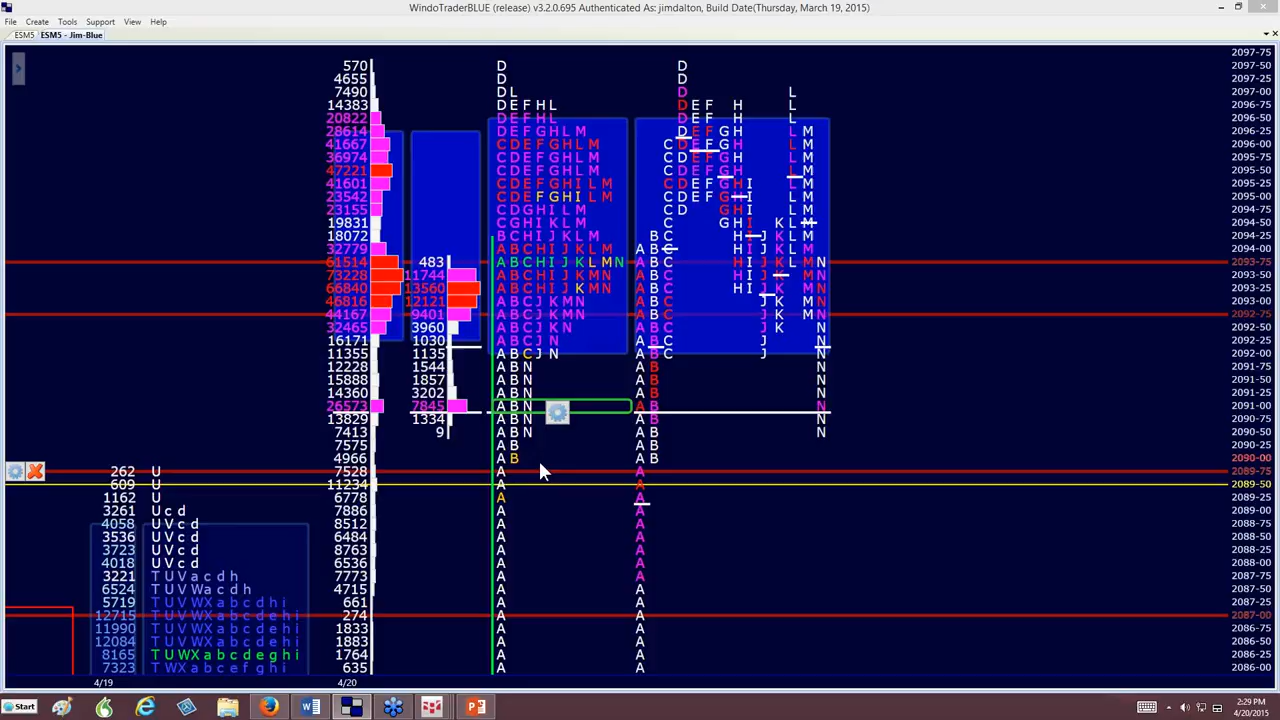 WindoTraderBLUE (release) v3.2.0.695 Authenticated As: jimdalton, Build Date(Thursday, March 19, 2015)
File Create Tools Support View Help
ESM5 ESM5 - Jim-Blue
2097-75
570 D D 2097-50
4655 D D 2097-25
7490 D L D L 2097-00
14383 D E F H L D E F H L 2096-75
20822 D E F H L D E F H L 2096-50
28614 D E F G H L M D E F G H L M 2096-25
41667 C D E F G H L M C D E F G H L M 2096-00
36974 C D E F G H L M C D E F G H L M 2095-75
47221 C D E F G H L M C D E F G H L M 2095-50
41601 C D E F G H I L M C D E F G H I L M 2095-25
23542 C D E F G H I L M C D E F G H I L M 2095-00
23155 C D G H I L M C D G H I L M 2094-75
19831 C G H I K L M C G H I K L M 2094-50
18072 B C H I J K L M B C H I J K L M 2094-25
32779 A B C H I J K L M A B C H I J K L M 2094-00
61514 483 A B C H I J K L M N A B C H I J K L M N 2093-75
73228 11744 A B C H I J K M N A B C H I J K M N 2093-50
66840 13560 A B C H I J K M N A B C H I J K M N 2093-25
46816 12121 A B C J K M N A B C J K M N 2093-00
44167 9401 A B C J K M N A B C J K M N 2092-75
32465 3960 A B C J K N A B C J K N 2092-50
16171 1030 A B C J N A B C J N 2092-25
11355 1135 A B C J N A B C J N 2092-00
12228 1544 A B N A B N 2091-75
15888 1857 A B N A B N 2091-50
14360 3202 A B N A B N 2091-25
26573 7845 A B N A B N 2091-00
13829 1334 A B N A B N 2090-75
7413 9 A B N A B N 2090-50
7575 A B A B 2090-25
4966 A B A B 2090-00
262 U 7528 A A 2089-75
609 U 11234 A A 2089-50
1162 U 6778 A A 2089-25
3261 U c d 7886 A A 2089-00
4058 U V c d 8512 A A 2088-75
3536 U V c d 6484 A A 2088-50
3723 U V c d 8763 A A 2088-25
4018 U V c d 6536 A A 2088-00
3221 T U V a c d h 7773 A A 2087-75
6524 T U V W a c d h 4715 A A 2087-50
5719 T U V W X a b c d h i 661 A A 2087-25
12715 T U V W X a b c d h i 274 A A 2087-00
11990 T U V W X a b c d e h i 1833 A A 2086-75
12084 T U V W X a b c d e h i 1883 A A 2086-50
8165 T U W X a b c d e g h i 1764 A A 2086-25
7323 T W X a b c e f g h i 635 A A 2086-00
4/19 4/20
Start
2:29 PM
4/20/2015